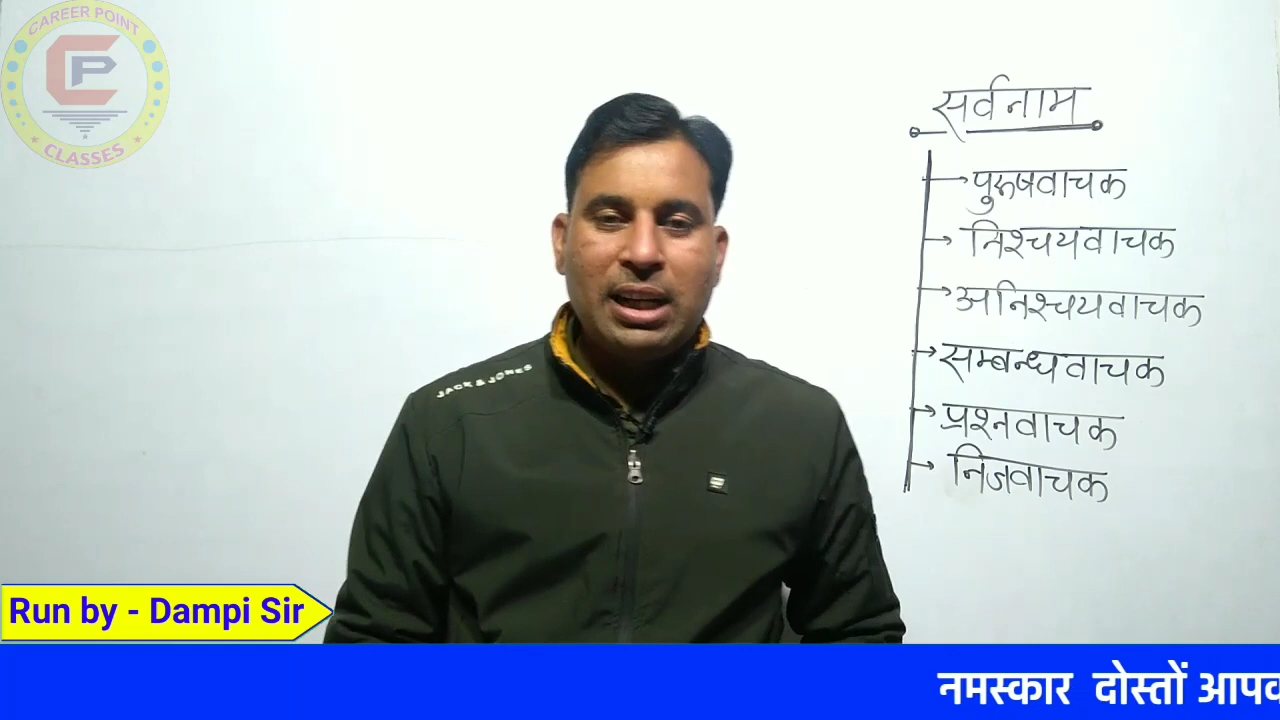 CAREER POINT
CP
CLASSES
सर्वनाम
पुरुषवाचक
निश्चयवाचक
अनिश्चयवाचक
सम्बन्धवाचक
प्रश्नवाचक
निजवाचक
JACK & JONES
Run by - Dampi Sir
नमस्कार दोस्तों